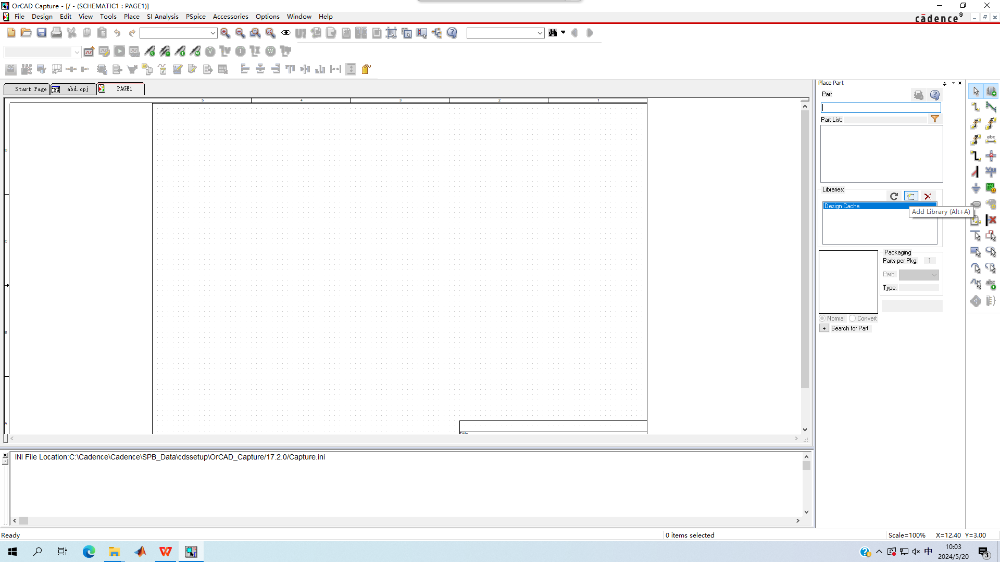 OrCAD Capture - [/ - (SCHEMATIC1 : PAGE1)]
File Design Edit View Tools Place SI Analysis PSpice Accessories Options Window Help
cādence®
Start Page
abd.opj
PAGE1
5 4 3 2 1
D
C
B
A
Title
Place Part
Part
Part List:
Libraries:
Design Cache
Add Library (Alt+A)
Packaging
Parts per Pkg: 1
Part:
Type:
Normal Convert
+ Search for Part
INI File Location:C:\Cadence\Cadence\SPB_Data\cdssetup\OrCAD_Capture/17.2.0/Capture.ini
Ready
0 items selected
Scale=100% X=12.40 Y=3.00
中
10:03
2024/5/20
3